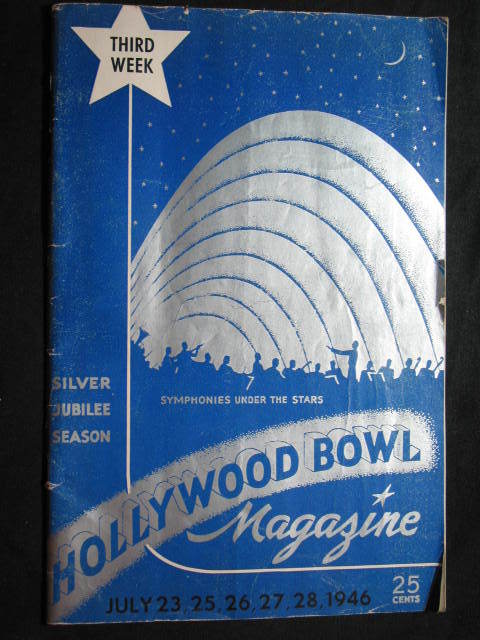 THIRD
WEEK
SILVER
JUBILEE
SEASON
SYMPHONIES UNDER THE STARS
HOLLYWOOD BOWL
Magazine
25
CENTS
JULY 23, 25, 26, 27, 28, 1946